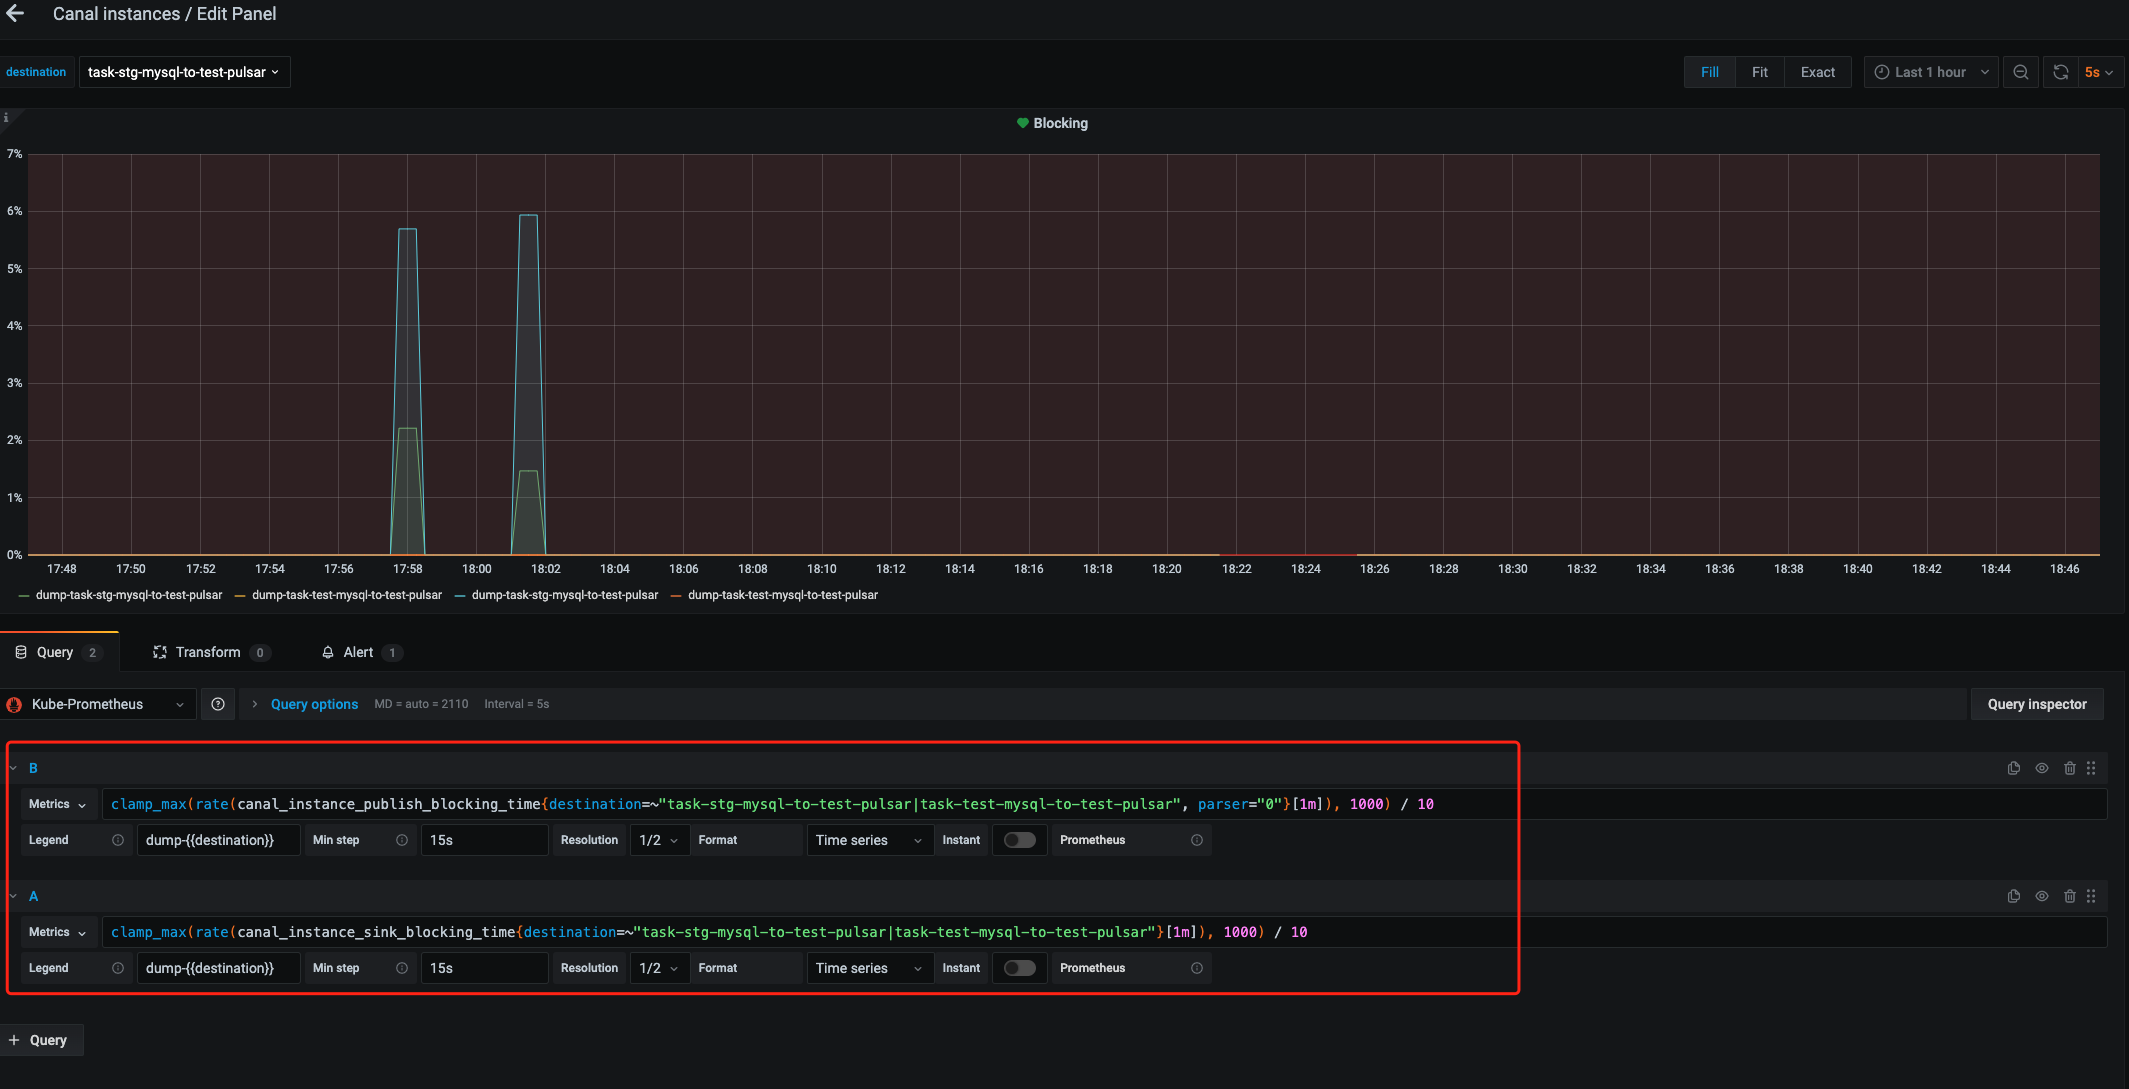 Canal instances / Edit Panel
destination task-stg-mysql-to-test-pulsar Fill Fit Exact Last 1 hour 5s
i
Blocking
7%
6%
5%
4%
3%
2%
1%
0%
17:48 17:50 17:52 17:54 17:56 17:58 18:00 18:02 18:04 18:06 18:08 18:10 18:12 18:14 18:16 18:18 18:20 18:22 18:24 18:26 18:28 18:30 18:32 18:34 18:36 18:38 18:40 18:42 18:44 18:46
dump-task-stg-mysql-to-test-pulsar dump-task-test-mysql-to-test-pulsar dump-task-stg-mysql-to-test-pulsar dump-task-test-mysql-to-test-pulsar
Query 2 Transform 0 Alert 1
Kube-Prometheus Query options MD = auto = 2110 Interval = 5s Query inspector
B
Metrics clamp_max(rate(canal_instance_publish_blocking_time{destination=~"task-stg-mysql-to-test-pulsar|task-test-mysql-to-test-pulsar", parser="0"}[1m]), 1000) / 10
Legend dump-{{destination}} Min step 15s Resolution 1/2 Format Time series Instant Prometheus
A
Metrics clamp_max(rate(canal_instance_sink_blocking_time{destination=~"task-stg-mysql-to-test-pulsar|task-test-mysql-to-test-pulsar"}[1m]), 1000) / 10
Legend dump-{{destination}} Min step 15s Resolution 1/2 Format Time series Instant Prometheus
+ Query